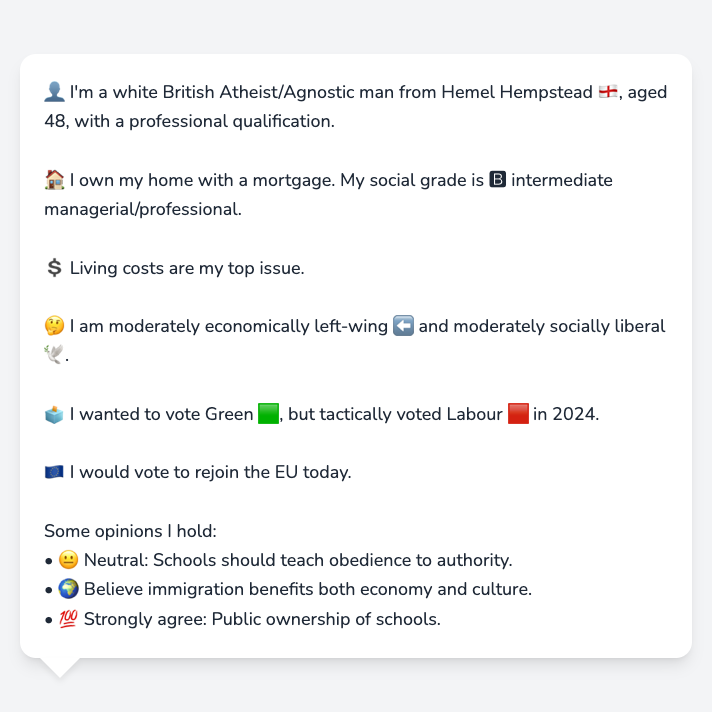 👤 I'm a white British Atheist/Agnostic man from Hemel Hempstead 🏴󠁧󠁢󠁥󠁮󠁧󠁿, aged
48, with a professional qualification.
🏠 I own my home with a mortgage. My social grade is 🅱 intermediate
managerial/professional.
💲 Living costs are my top issue.
🤔 I am moderately economically left-wing ⬅️ and moderately socially liberal
🕊️.
🗳️ I wanted to vote Green 🟩, but tactically voted Labour 🟥 in 2024.
🇪🇺 I would vote to rejoin the EU today.
Some opinions I hold:
• 😐 Neutral: Schools should teach obedience to authority.
• 🌍 Believe immigration benefits both economy and culture.
• 💯 Strongly agree: Public ownership of schools.